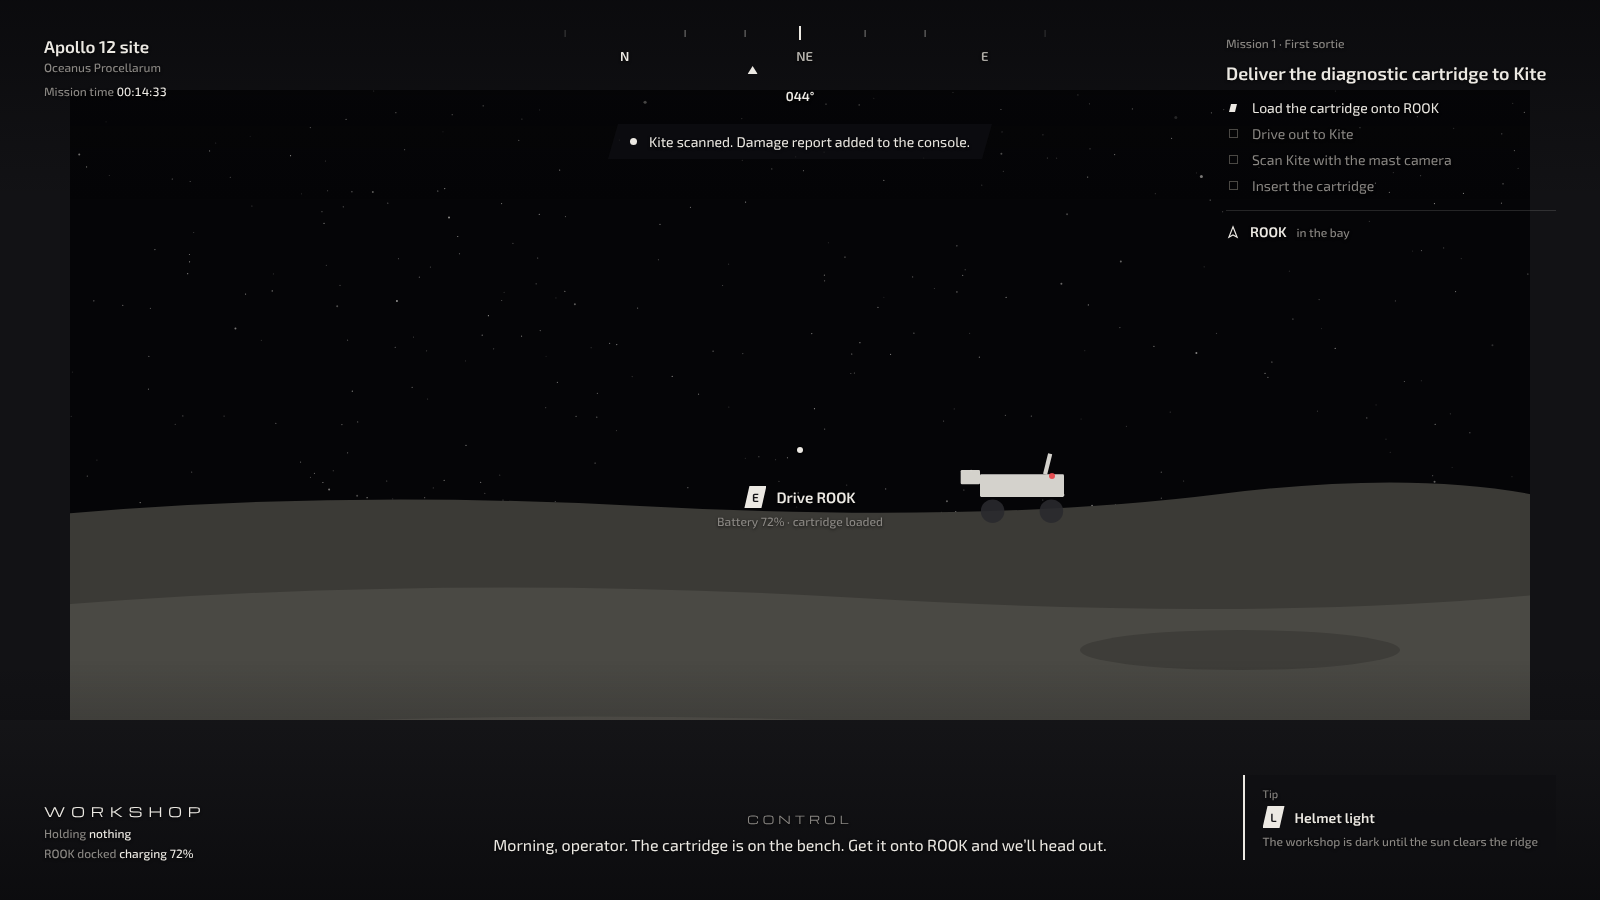 Apollo 12 site
Oceanus Procellarum
Mission time 00:14:33
N
NE
E
044°
Kite scanned. Damage report added to the console.
Mission 1 · First sortie
Deliver the diagnostic cartridge to Kite
Load the cartridge onto ROOK
Drive out to Kite
Scan Kite with the mast camera
Insert the cartridge
ROOK in the bay
E Drive ROOK
Battery 72% · cartridge loaded
WORKSHOP
Holding nothing
ROOK docked charging 72%
CONTROL
Morning, operator. The cartridge is on the bench. Get it onto ROOK and we'll head out.
Tip
L Helmet light
The workshop is dark until the sun clears the ridge